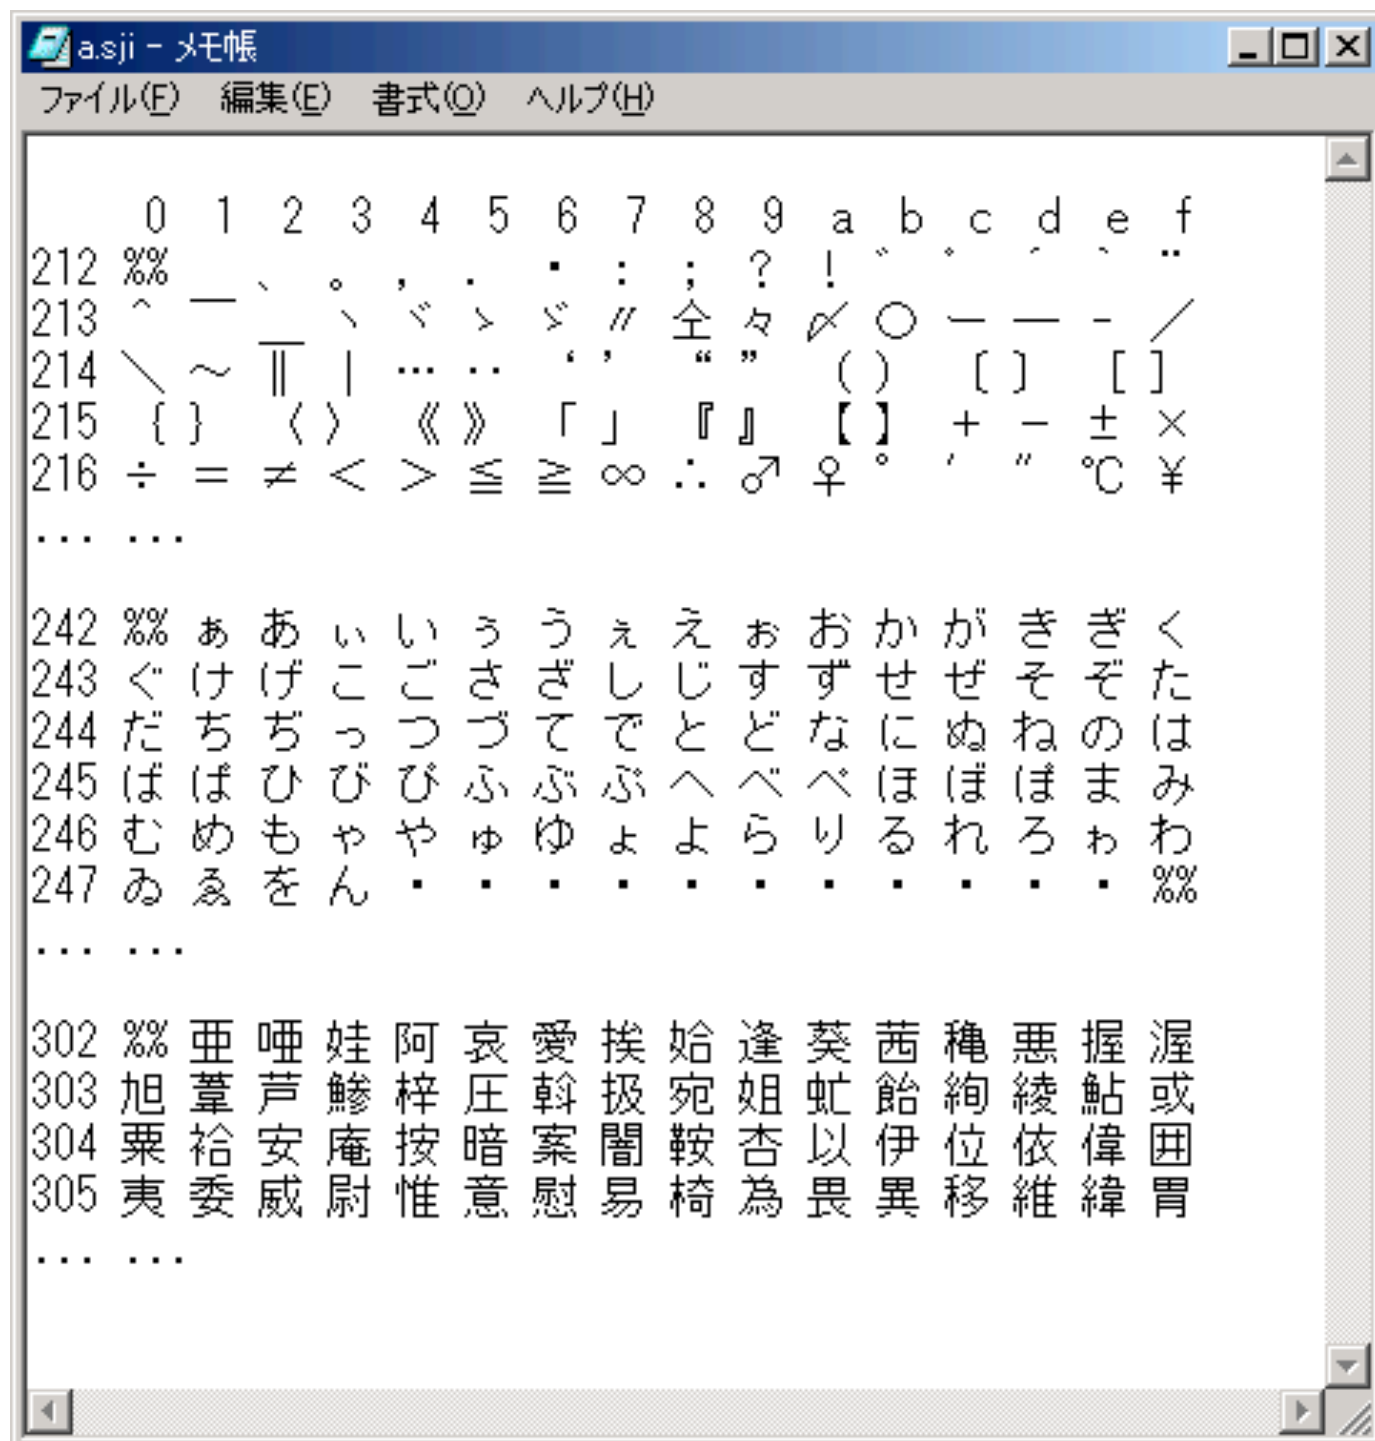 a.sji - メモ帳
ファイル(F) 編集(E) 書式(O) ヘルプ(H)
0 1 2 3 4 5 6 7 8 9 a b c d e f
212 %% 　 、 。 ， ． ・ ： ； ？ ！ ゛ ゜ ´ ｀ ¨
213 ＾ ￣ ＿ ヽ ヾ ゝ ゞ 〃 仝 々 〆 〇 ー ― ‐ ／
214 ＼ ～ ∥ ｜ … ‥ ‘ ’ “ ” （ ） 〔 〕 ［ ］
215 ｛ ｝ 〈 〉 《 》 「 」 『 』 【 】 ＋ － ± ×
216 ÷ ＝ ≠ ＜ ＞ ≦ ≧ ∞ ∴ ♂ ♀ ° ′ ″ ℃ ￥
... ...
242 %% ぁ あ ぃ い ぅ う ぇ え ぉ お か が き ぎ く
243 ぐ け げ こ ご さ ざ し じ す ず せ ぜ そ ぞ た
244 だ ち ぢ っ つ づ て で と ど な に ぬ ね の は
245 ば ぱ ひ び ぴ ふ ぶ ぷ へ べ ぺ ほ ぼ ぽ ま み
246 む め も ゃ や ゅ ゆ ょ よ ら り る れ ろ ゎ わ
247 ゐ ゑ を ん ・ ・ ・ ・ ・ ・ ・ ・ ・ ・ ・ %%
... ...
302 %% 亜 唖 娃 阿 哀 愛 挨 姶 逢 葵 茜 穐 悪 握 渥
303 旭 葦 芦 鯵 梓 圧 斡 扱 宛 姐 虻 飴 絢 綾 鮎 或
304 粟 袷 安 庵 按 暗 案 闇 鞍 杏 以 伊 位 依 偉 囲
305 夷 委 威 尉 惟 意 慰 易 椅 為 畏 異 移 維 緯 胃
... ...